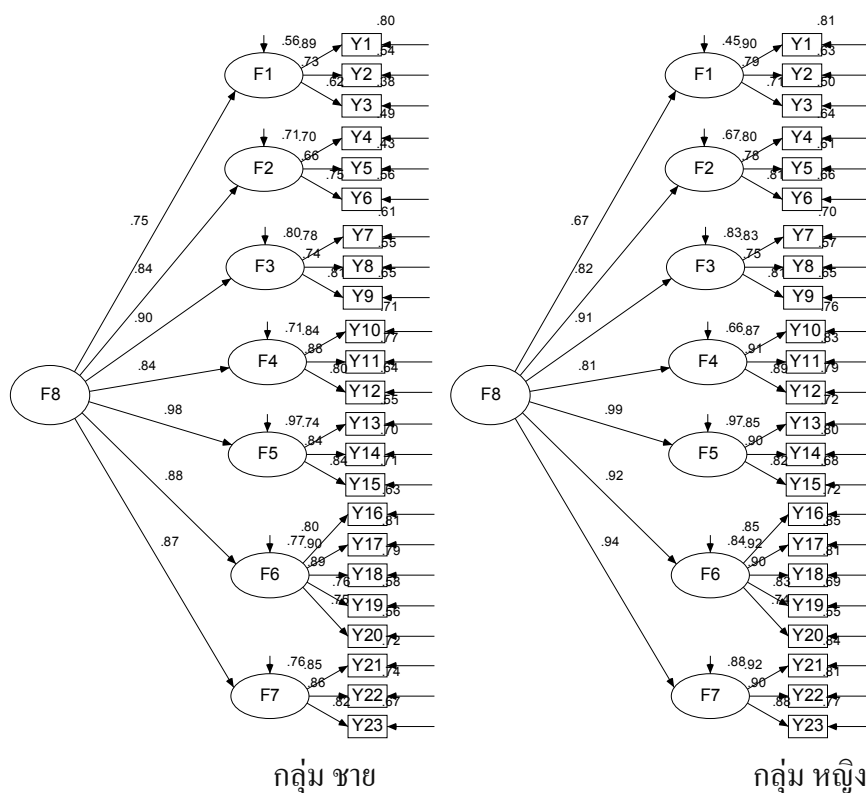 .80
.56 .89 Y1
.54
F1 .73 Y2
.38
.62 Y3
.49
.71 .70 Y4
.43
F2 .66 Y5
.56
.75 Y6
.61
.80 .78 Y7
.55
F3 .74 Y8
.65
.81 Y9
.71
.71 .84 Y10
.77
F4 .88 Y11
.64
.80 Y12
.55
.97 .74 Y13
.70
F5 .84 Y14
.71
.84 Y15
.63
.80 Y16
.81
.77 .90 Y17
.79
F6 .89 Y18
.58
.76 Y19
.56
.75 Y20
.72
.76 .85 Y21
.74
F7 .86 Y22
.67
.82 Y23
.75
.84
.90
.84
F8
.98
.88
.87
กลุ่ม ชาย
.81
.45 .90 Y1
.63
F1 .79 Y2
.50
.71 Y3
.64
.67 .80 Y4
.61
F2 .78 Y5
.66
.81 Y6
.70
.83 .83 Y7
.57
F3 .75 Y8
.65
.81 Y9
.76
.66 .87 Y10
.83
F4 .91 Y11
.79
.89 Y12
.72
.97 .85 Y13
.80
F5 .90 Y14
.68
.82 Y15
.72
.85 Y16
.85
.84 .92 Y17
.81
F6 .90 Y18
.69
.83 Y19
.55
.74 Y20
.84
.88 .92 Y21
.81
F7 .90 Y22
.77
.88 Y23
.67
.82
.91
.81
F8
.99
.92
.94
กลุ่ม หญิง